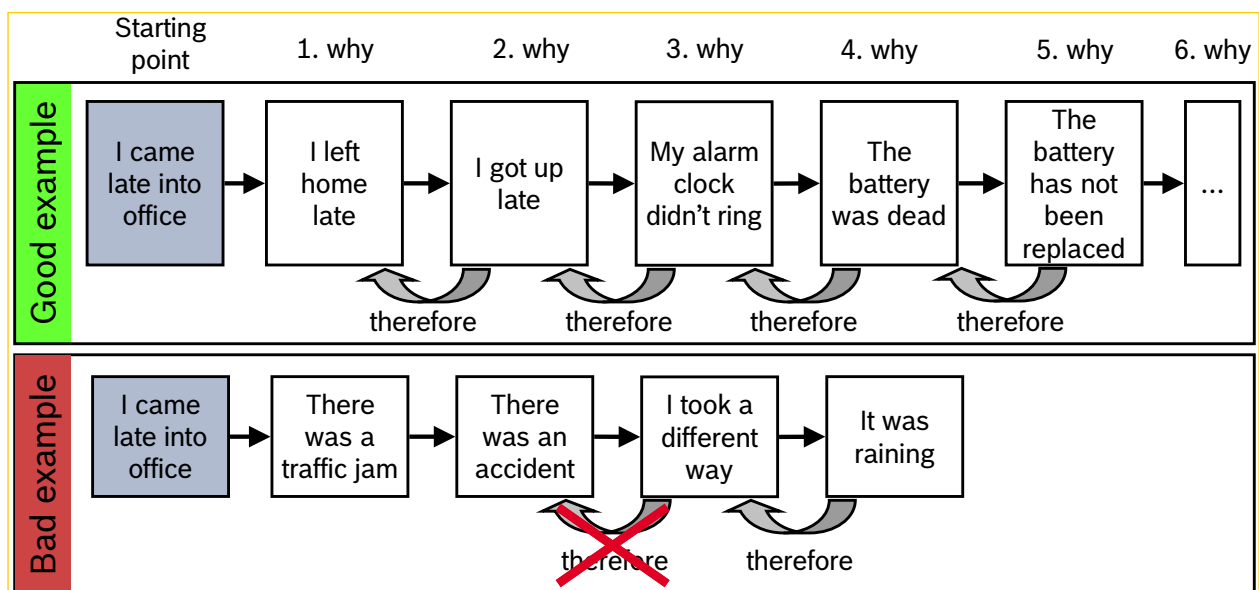 Starting
point
1. why
2. why
3. why
4. why
5. why
6. why
Good example
I came
late into
office
I left
home
late
I got up
late
My alarm
clock
didn’t ring
The
battery
was dead
The
battery
has not
been
replaced
...
therefore
therefore
therefore
therefore
Bad example
I came
late into
office
There
was a
traffic jam
There
was an
accident
I took a
different
way
It was
raining
therefore
therefore